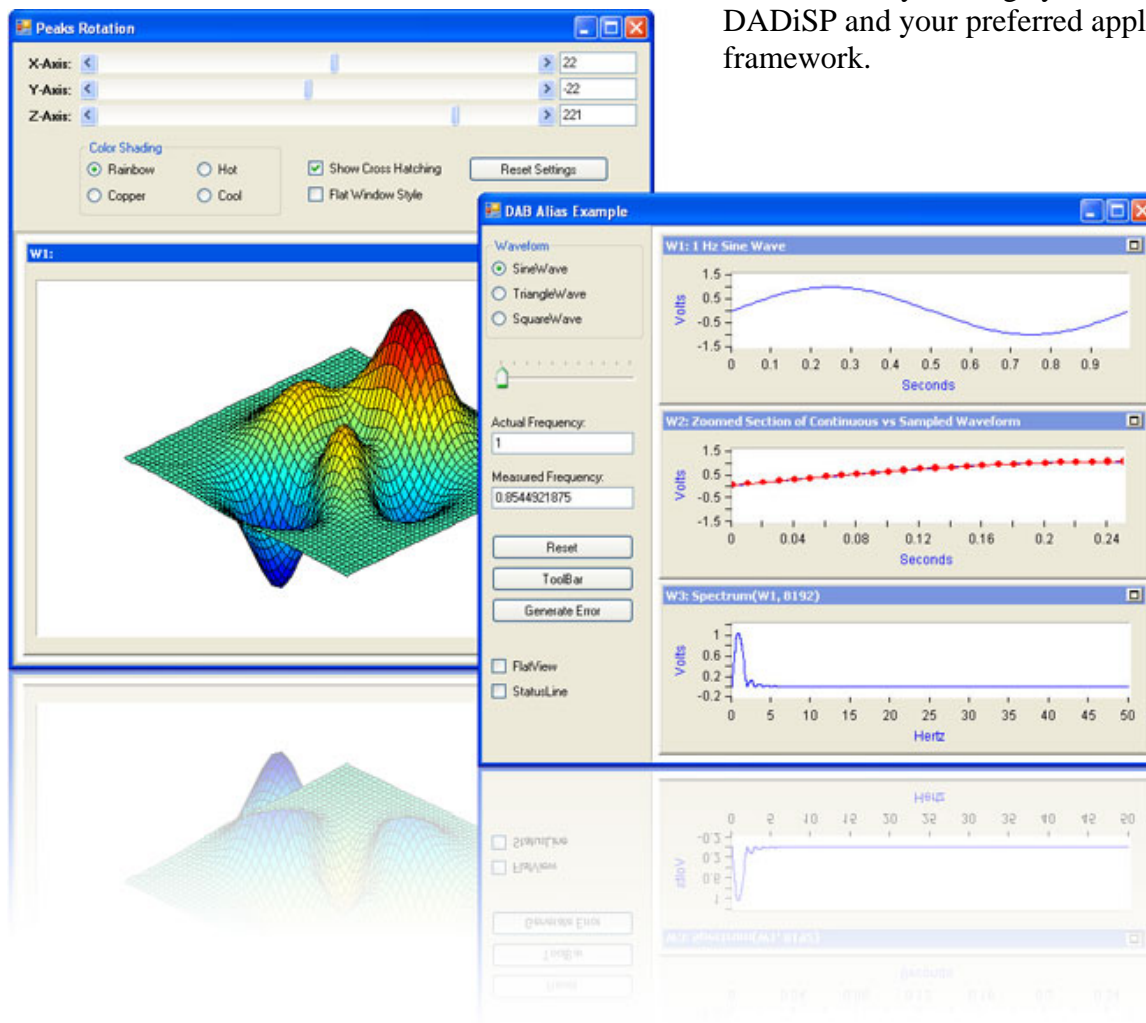 DADiSP and your preferred appl
framework.
Peaks Rotation
X-Axis: 22
Y-Axis: -22
Z-Axis: 221
Color Shading
Rainbow Hot
Copper Cool
Show Cross Hatching
Flat Window Style
Reset Settings
W1:
DAB Alias Example
Waveform
SineWave
TriangleWave
SquareWave
Actual Frequency:
1
Measured Frequency:
0.8544921875
Reset
ToolBar
Generate Error
FlatView
StatusLine
W1: 1 Hz Sine Wave
Volts
1.5
0.5
-0.5
-1.5
0 0.1 0.2 0.3 0.4 0.5 0.6 0.7 0.8 0.9
Seconds
W2: Zoomed Section of Continuous vs Sampled Waveform
Volts
1.5
0.5
-0.5
-1.5
0 0.04 0.08 0.12 0.16 0.2 0.24
Seconds
W3: Spectrum(W1, 8192)
Volts
1
0.6
0.2
-0.2
0 5 10 15 20 25 30 35 40 45 50
Hertz